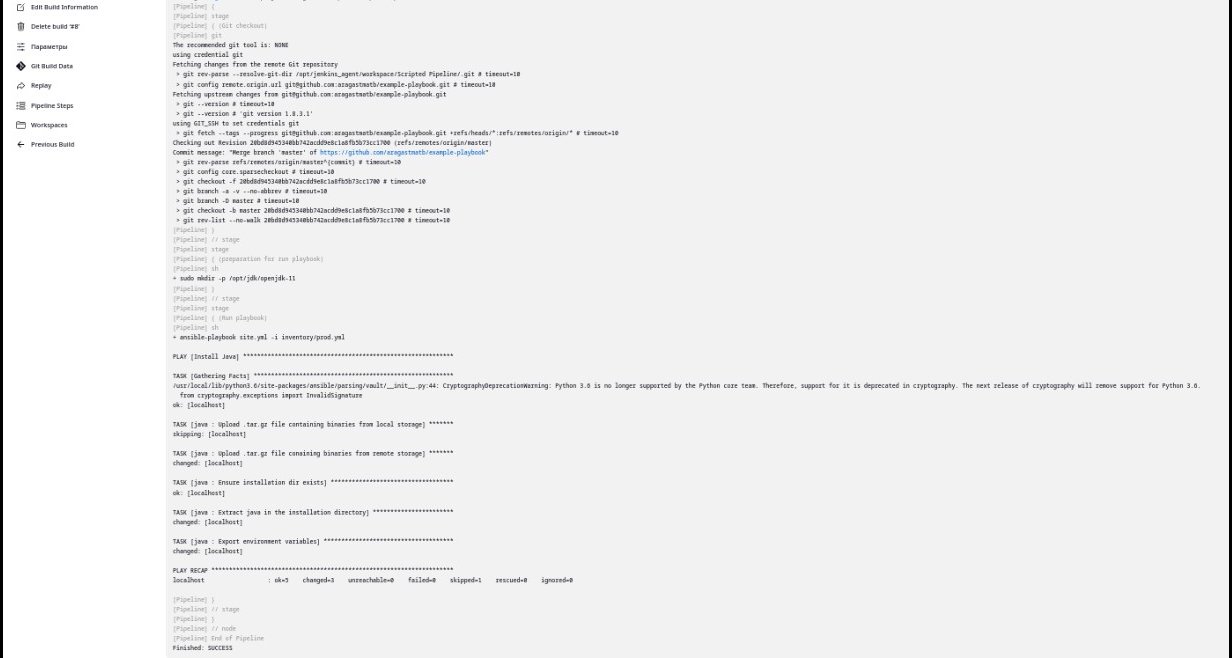 Edit Build Information
Delete build '#8'
Параметры
Git Build Data
Replay
Pipeline Steps
Workspaces
Previous Build
[Pipeline] {
[Pipeline] stage
[Pipeline] { (Git checkout)
[Pipeline] git
The recommended git tool is: NONE
using credential git
Fetching changes from the remote Git repository
 > git rev-parse --resolve-git-dir /opt/jenkins_agent/workspace/Scripted Pipeline/.git # timeout=10
 > git config remote.origin.url git@github.com:aragastmatb/example-playbook.git # timeout=10
Fetching upstream changes from git@github.com:aragastmatb/example-playbook.git
 > git --version # timeout=10
 > git --version # 'git version 1.8.3.1'
using GIT_SSH to set credentials git
 > git fetch --tags --progress git@github.com:aragastmatb/example-playbook.git +refs/heads/*:refs/remotes/origin/* # timeout=10
Checking out Revision 20bd8d945340bb742acdd9e8c1a8fb5b73cc1700 (refs/remotes/origin/master)
Commit message: "Merge branch 'master' of https://github.com/aragastmatb/example-playbook"
 > git rev-parse refs/remotes/origin/master^{commit} # timeout=10
 > git config core.sparsecheckout # timeout=10
 > git checkout -f 20bd8d945340bb742acdd9e8c1a8fb5b73cc1700 # timeout=10
 > git branch -a -v --no-abbrev # timeout=10
 > git branch -D master # timeout=10
 > git checkout -b master 20bd8d945340bb742acdd9e8c1a8fb5b73cc1700 # timeout=10
 > git rev-list --no-walk 20bd8d945340bb742acdd9e8c1a8fb5b73cc1700 # timeout=10
[Pipeline] }
[Pipeline] // stage
[Pipeline] stage
[Pipeline] { (preparation for run playbook)
[Pipeline] sh
+ sudo mkdir -p /opt/jdk/openjdk-11
[Pipeline] }
[Pipeline] // stage
[Pipeline] stage
[Pipeline] { (Run playbook)
[Pipeline] sh
+ ansible-playbook site.yml -i inventory/prod.yml
PLAY [Install Java] ************************************************************
TASK [Gathering Facts] *********************************************************
/usr/local/lib/python3.6/site-packages/ansible/parsing/vault/__init__.py:44: CryptographyDeprecationWarning: Python 3.6 is no longer supported by the Python core team. Therefore, support for it is deprecated in cryptography. The next release of cryptography will remove support for Python 3.6.
  from cryptography.exceptions import InvalidSignature
ok: [localhost]
TASK [java : Upload .tar.gz file containing binaries from local storage] *******
skipping: [localhost]
TASK [java : Upload .tar.gz file conaining binaries from remote storage] *******
changed: [localhost]
TASK [java : Ensure installation dir exists] ***********************************
ok: [localhost]
TASK [java : Extract java in the installation directory] ***********************
changed: [localhost]
TASK [java : Export environment variables] *************************************
changed: [localhost]
PLAY RECAP *********************************************************************
localhost                  : ok=5    changed=3    unreachable=0    failed=0    skipped=1    rescued=0    ignored=0
[Pipeline] }
[Pipeline] // stage
[Pipeline] }
[Pipeline] // node
[Pipeline] End of Pipeline
Finished: SUCCESS